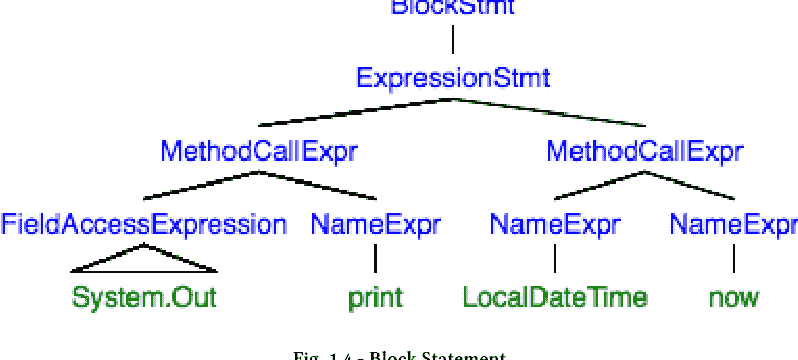 BlockStmt
ExpressionStmt
MethodCallExpr MethodCallExpr
FieldAccessExpression NameExpr NameExpr NameExpr
System.Out print LocalDateTime now
Fig. 1.4 - Block Statement